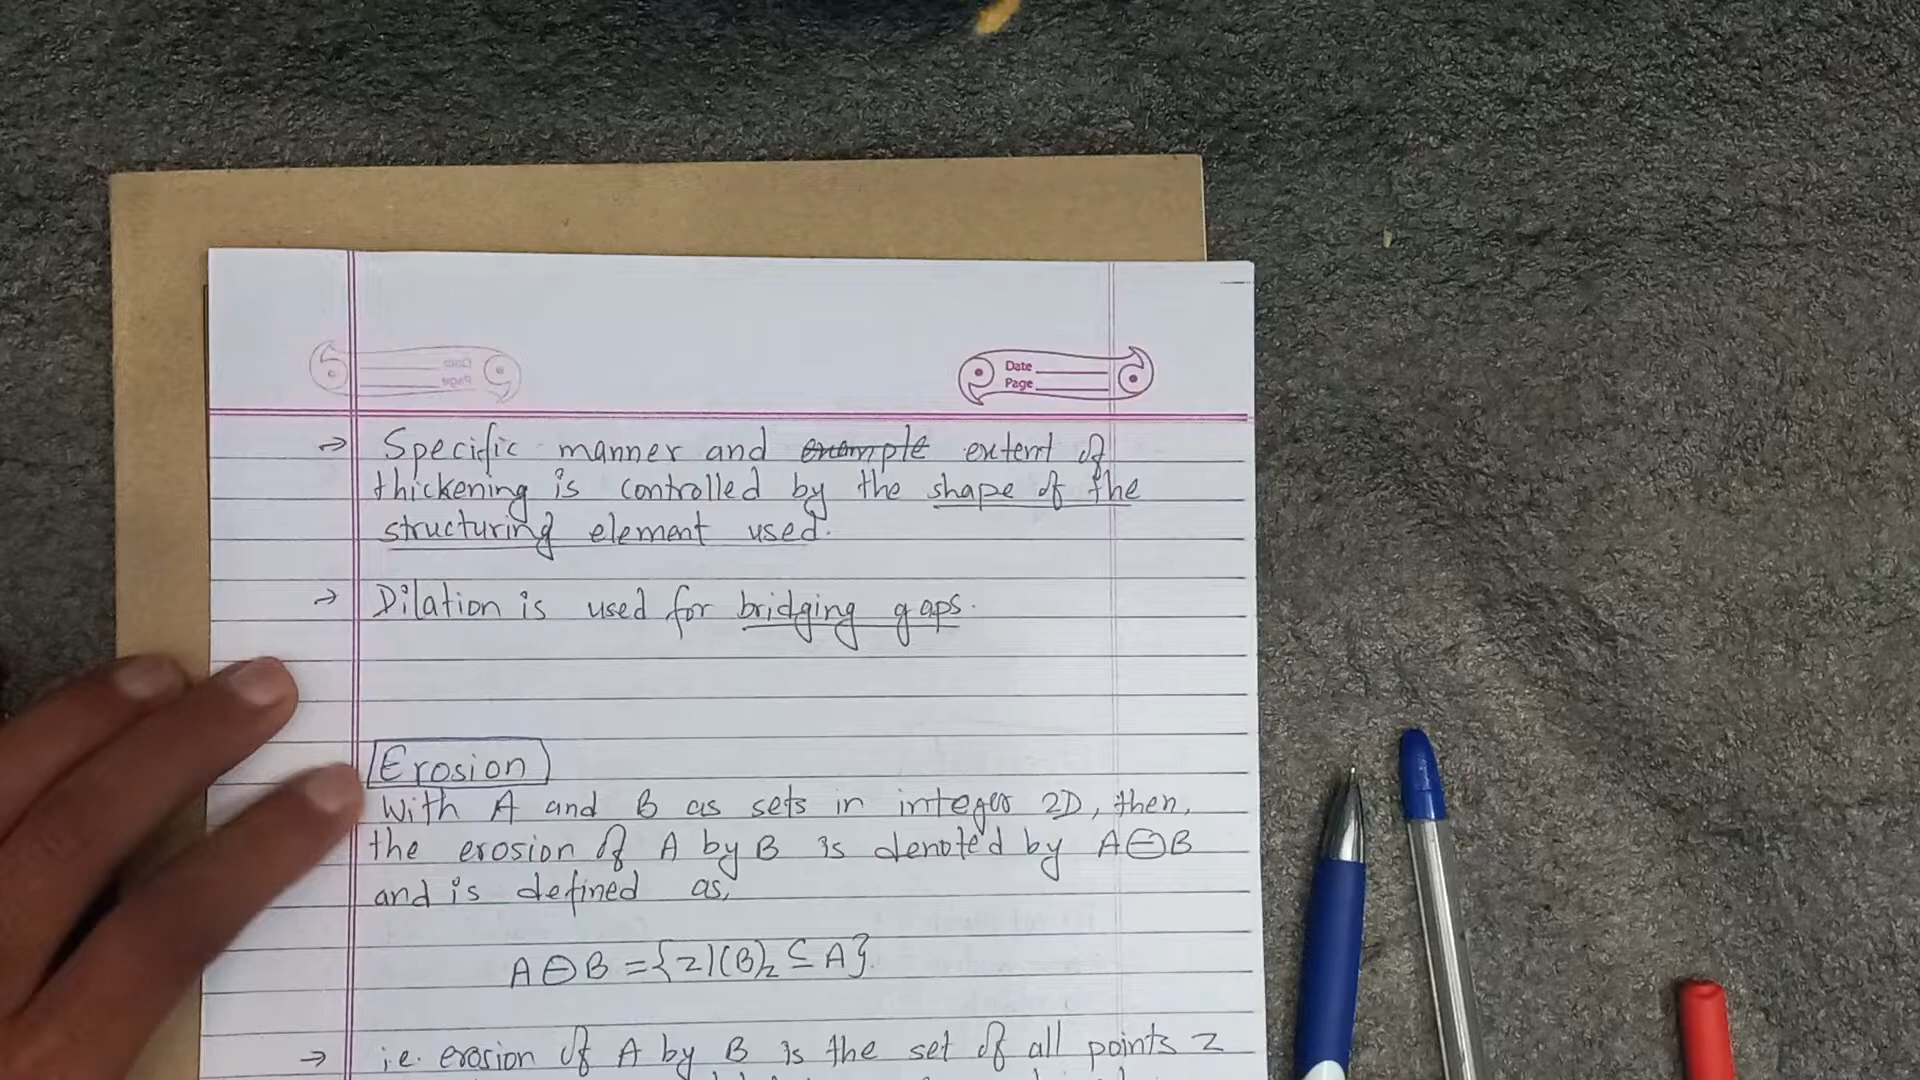 Date
Page
→ Specific manner and example extent of
thickening is controlled by the shape of the
structuring element used.
→ Dilation is used for bridging gaps.
Erosion
With A and B as sets in integer 2D, then,
the erosion of A by B is denoted by A⊖B
and is defined as,
A⊖B = {z|(B)z ⊆ A}.
→ i.e. erosion of A by B is the set of all points z